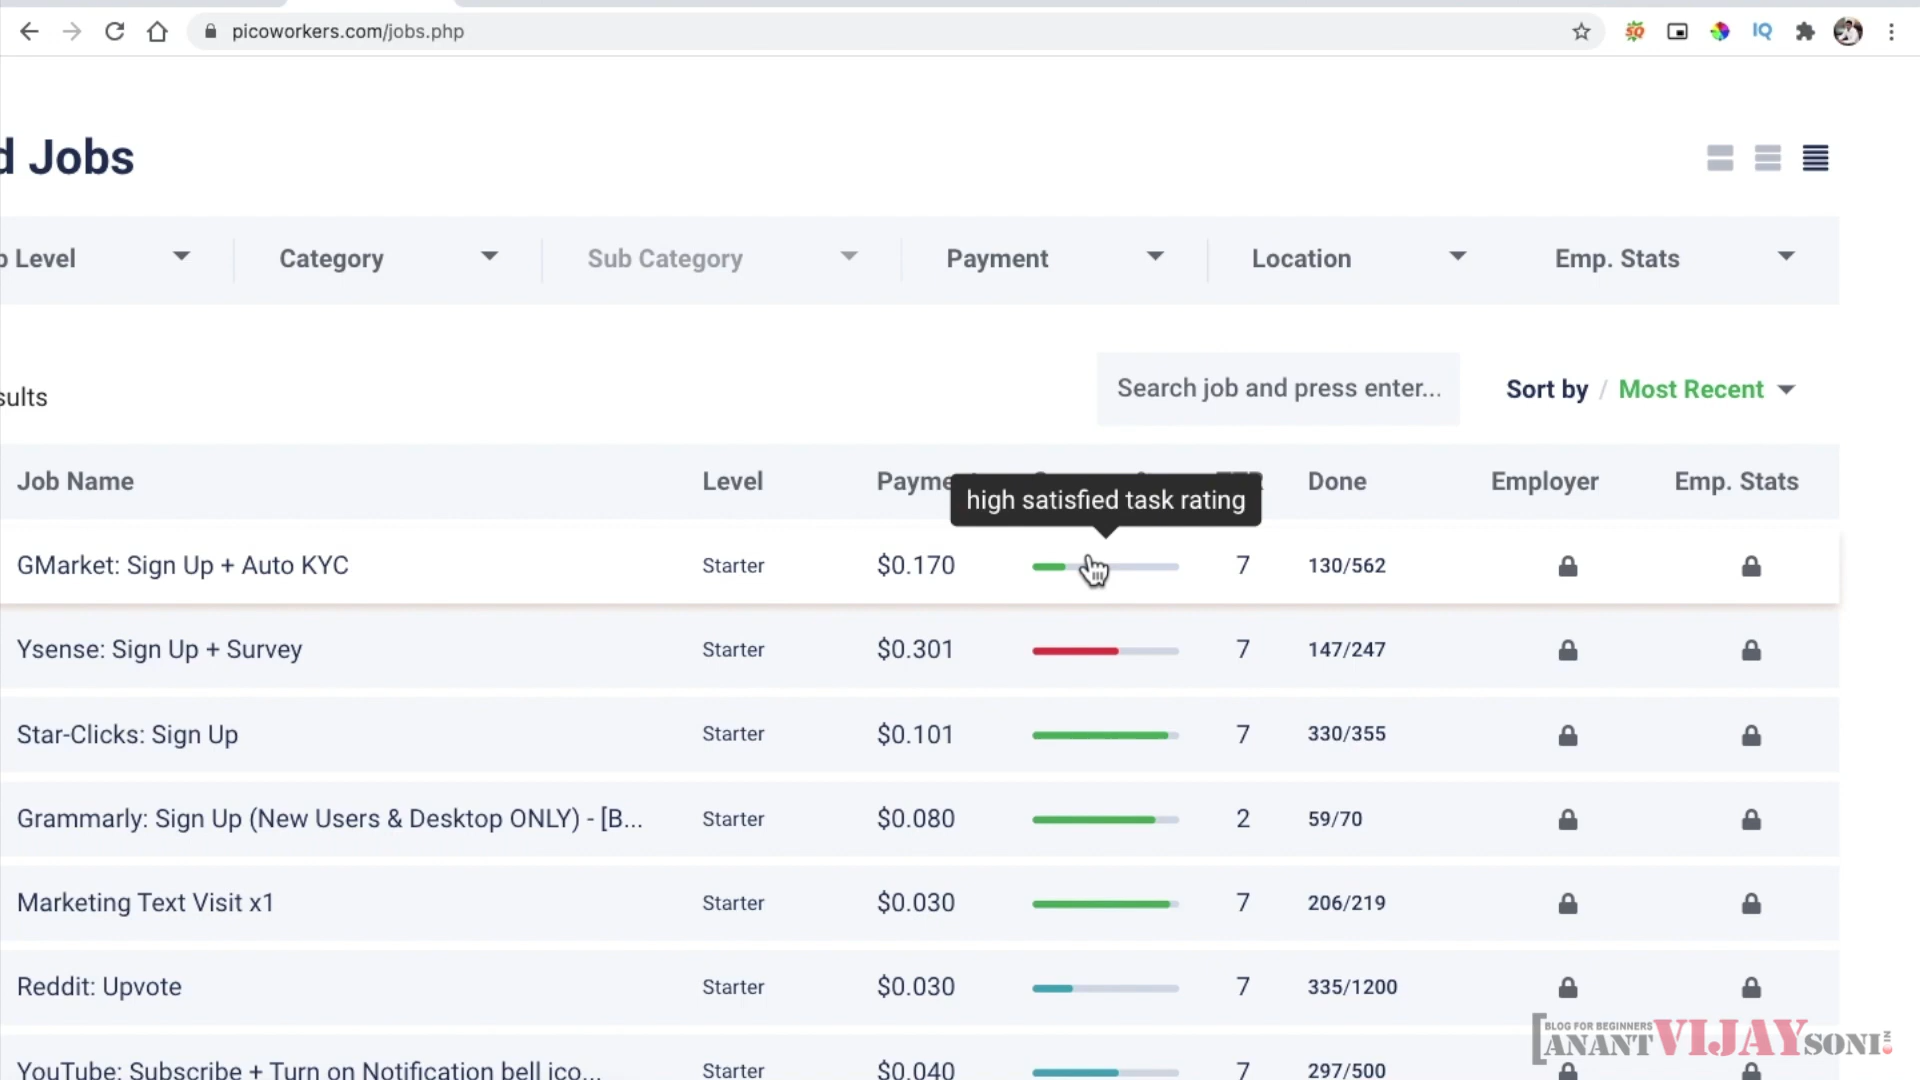 picoworkers.com/jobs.php
IQ
d Jobs
Level
Category
Sub Category
Payment
Location
Emp. Stats
Search job and press enter...
Sort by / Most Recent
Job Name
Level
Done
Employer
Emp. Stats
high satisfied task rating
GMarket: Sign Up + Auto KYC Starter $0.170 7 130/562
Ysense: Sign Up + Survey Starter $0.301 7 147/247
Star-Clicks: Sign Up Starter $0.101 7 330/355
Grammarly: Sign Up (New Users & Desktop ONLY) - [B... Starter $0.080 2 59/70
Marketing Text Visit x1 Starter $0.030 7 206/219
Reddit: Upvote Starter $0.030 7 335/1200
YouTube: Subscribe + Turn on Notification bell ico... Starter $0.040 7 297/500
BLOG FOR BEGINNERS
ANANT VIJAY SONI.IN